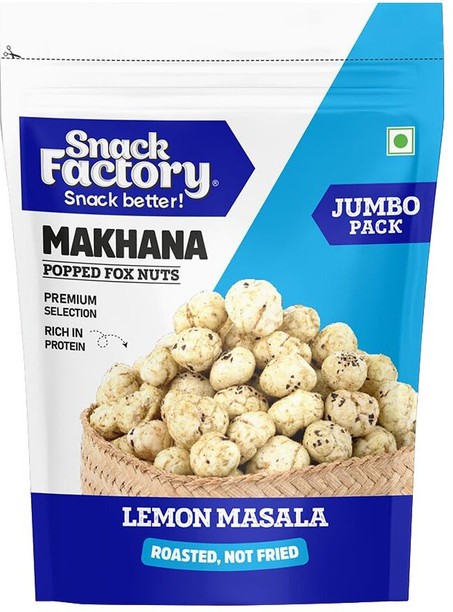 Snack
Factory®
Snack better!
JUMBO
PACK
MAKHANA
POPPED FOX NUTS
PREMIUM
SELECTION
RICH IN
PROTEIN
LEMON MASALA
ROASTED, NOT FRIED